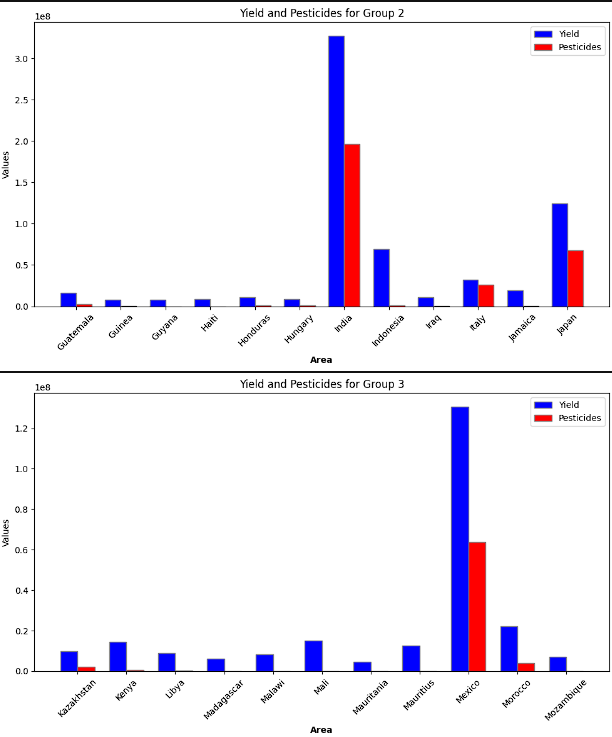 Yield and Pesticides for Group 2
1e8
Yield
Pesticides
Values
3.0
2.5
2.0
1.5
1.0
0.5
0.0
Guatemala
Guinea
Guyana
Haiti
Honduras
Hungary
India
Indonesia
Iraq
Italy
Jamaica
Japan
Area
Yield and Pesticides for Group 3
1e8
Yield
Pesticides
Values
1.2
1.0
0.8
0.6
0.4
0.2
0.0
Kazakhstan
Kenya
Libya
Madagascar
Malawi
Mali
Mauritania
Mauritius
Mexico
Morocco
Mozambique
Area